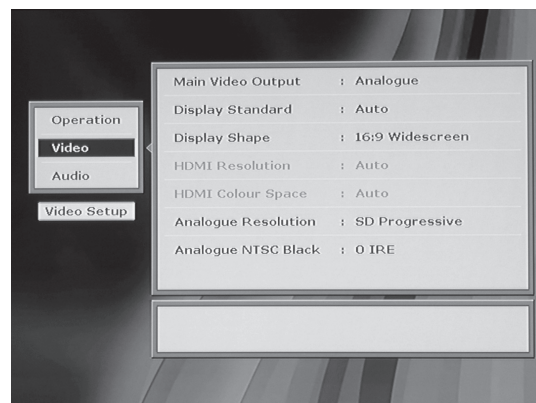 Operation
Video
Audio
Video Setup
Main Video Output : Analogue
Display Standard : Auto
Display Shape : 16:9 Widescreen
HDMI Resolution : Auto
HDMI Colour Space : Auto
Analogue Resolution : SD Progressive
Analogue NTSC Black : 0 IRE